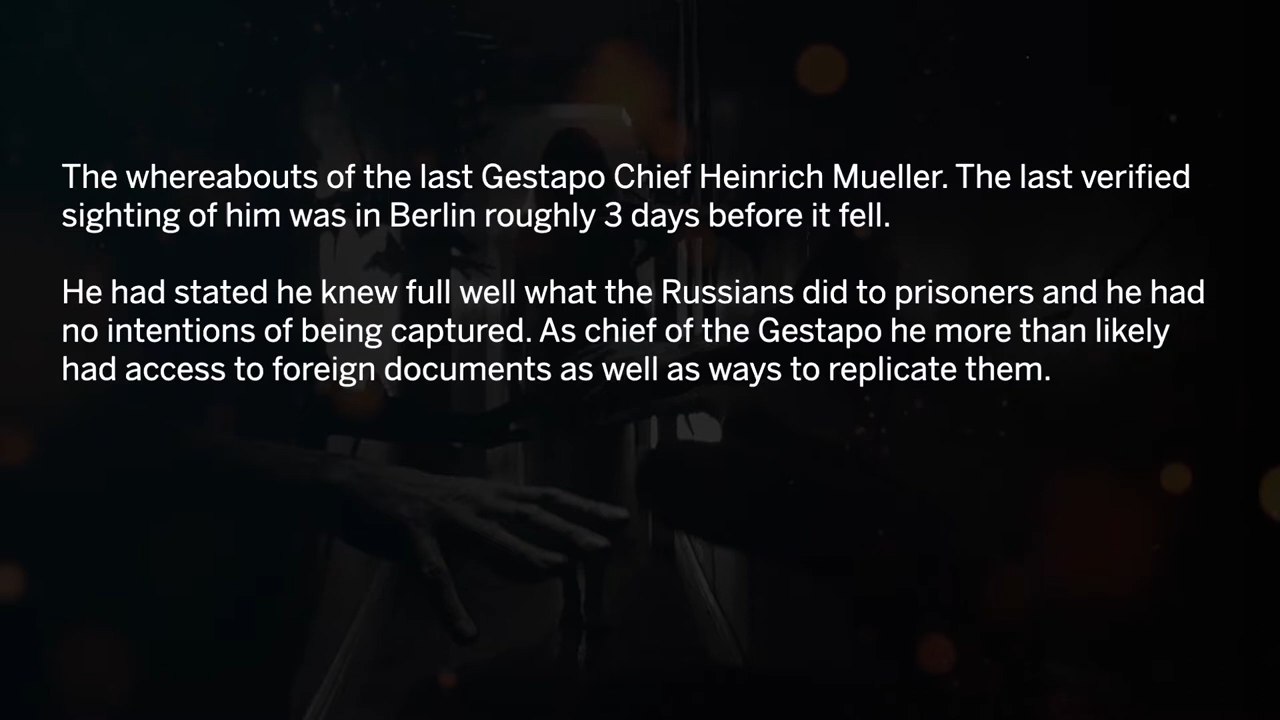 The whereabouts of the last Gestapo Chief Heinrich Mueller. The last verified
sighting of him was in Berlin roughly 3 days before it fell.
He had stated he knew full well what the Russians did to prisoners and he had
no intentions of being captured. As chief of the Gestapo he more than likely
had access to foreign documents as well as ways to replicate them.